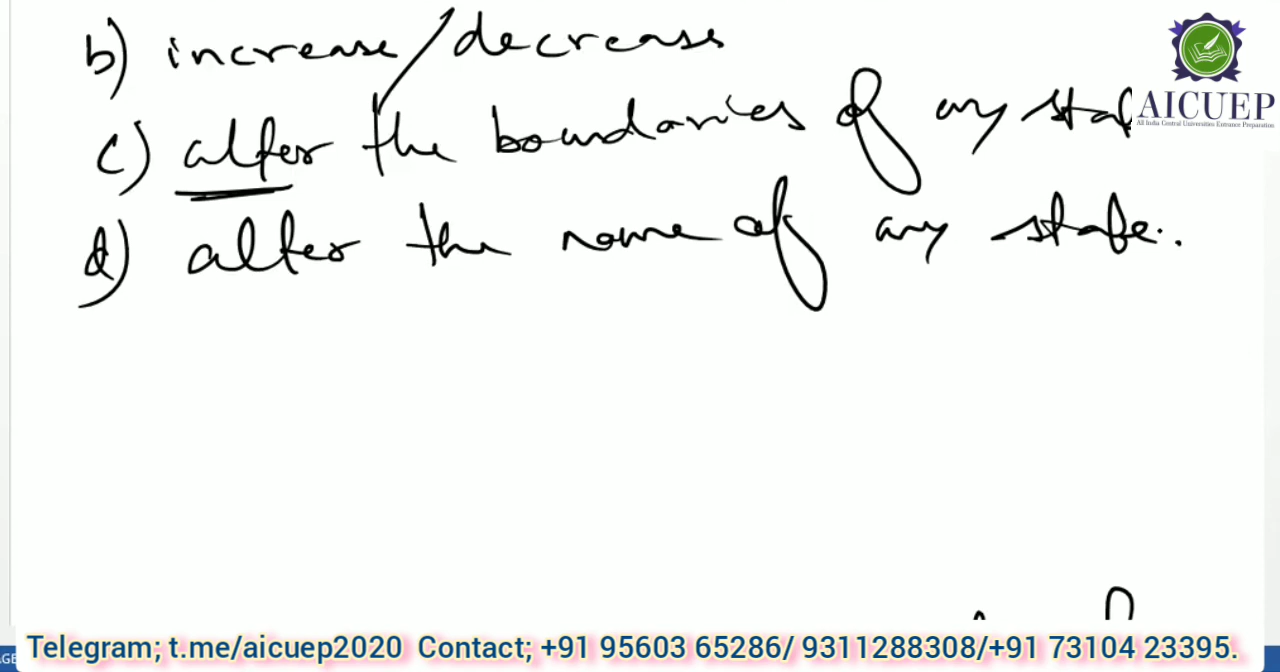 b) increase/decrease
c) alter the boundaries of any stat
d) alter the name of any state..
AICUEP
All India Central Universities Entrance Preparation
Telegram; t.me/aicuep2020 Contact; +91 95603 65286/ 9311288308/+91 73104 23395.